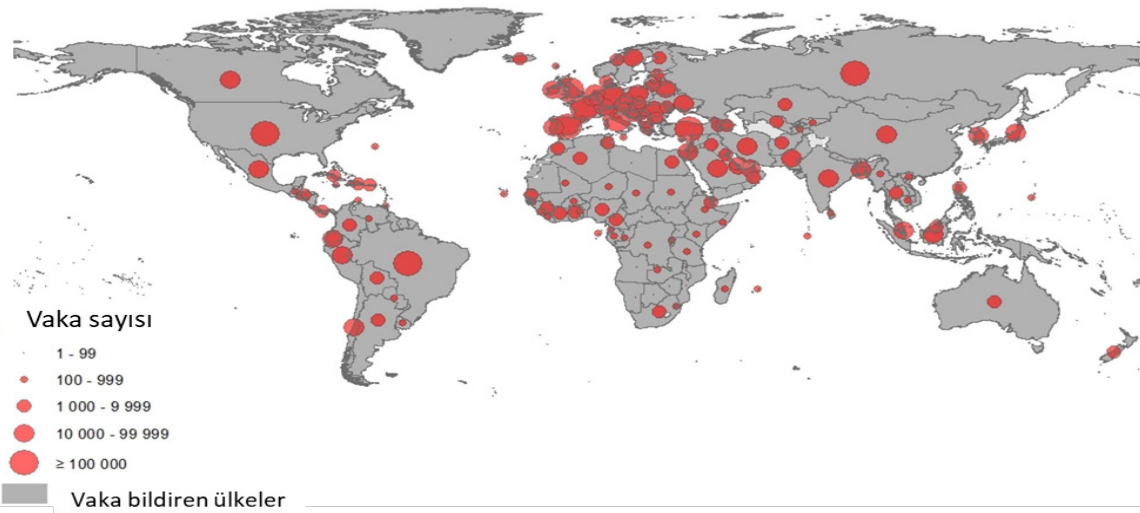 Vaka sayısı
1 - 99
100 - 999
1 000 - 9 999
10 000 - 99 999
≥ 100 000
Vaka bildiren ülkeler